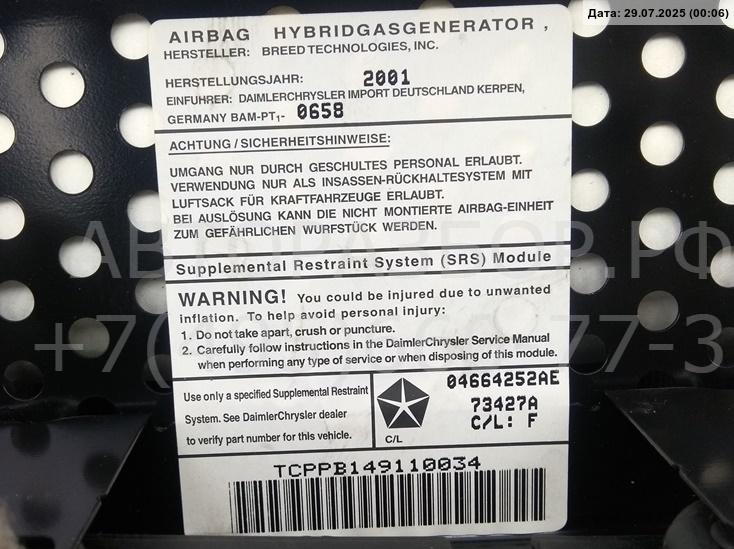 Дата: 29.07.2025 (00:06)
AIRBAG HYBRIDGASGENERATOR ,
HERSTELLER: BREED TECHNOLOGIES, INC.
HERSTELLUNGSJAHR: 2001
EINFUHRER: DAIMLERCHRYSLER IMPORT DEUTSCHLAND KERPEN,
GERMANY BAM-PT1- 0658
ACHTUNG / SICHERHEITSHINWEISE:
UMGANG NUR DURCH GESCHULTES PERSONAL ERLAUBT.
VERWENDUNG NUR ALS INSASSEN-RÜCKHALTESYSTEM MIT
LUFTSACK FÜR KRAFTFAHRZEUGE ERLAUBT.
BEI AUSLÖSUNG KANN DIE NICHT MONTIERTE AIRBAG-EINHEIT
ZUM GEFÄHRLICHEN WURFSTÜCK WERDEN.
АВТОРАЗБОР.РФ
Supplemental Restraint System (SRS) Module
WARNING! You could be injured due to unwanted
inflation. To help avoid personal injury:
1. Do not take apart, crush or puncture.
2. Carefully follow instructions in the DaimlerChrysler Service Manual
when performing any type of service or when disposing of this module.
Use only a specified Supplemental Restraint
System. See DaimlerChrysler dealer
to verify part number for this vehicle.
C/L
04664252AE
73427A
C/L: F
TCPPB149110034